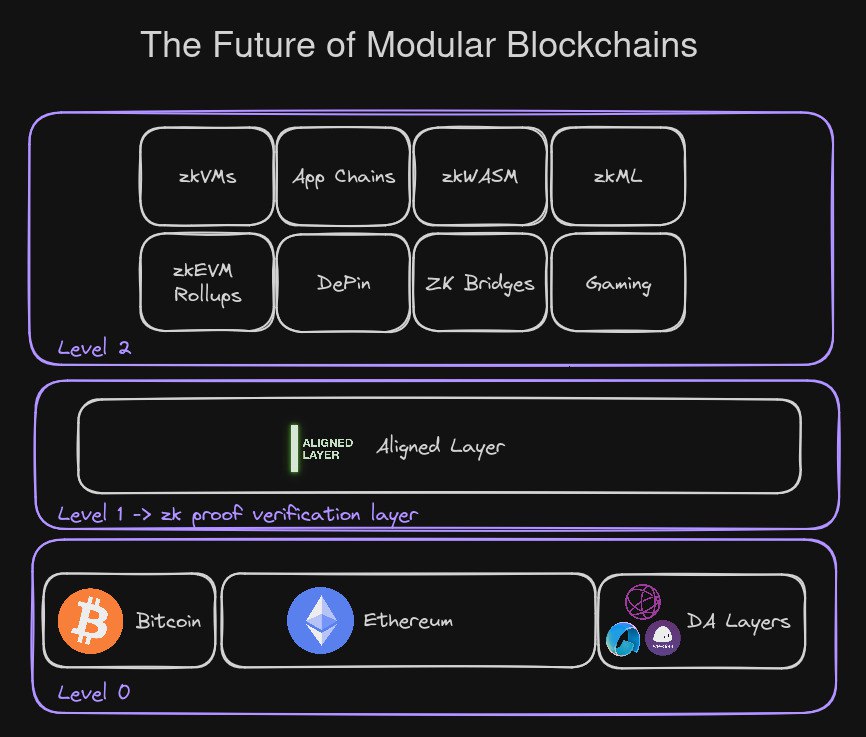 The Future of Modular Blockchains
zkVMs
App Chains
zkWASM
zkML
zkEVM
Rollups
DePin
ZK Bridges
Gaming
Level 2
ALIGNED
LAYER
Aligned Layer
Level 1 -> zk proof verification layer
Bitcoin
Ethereum
DA Layers
Level 0